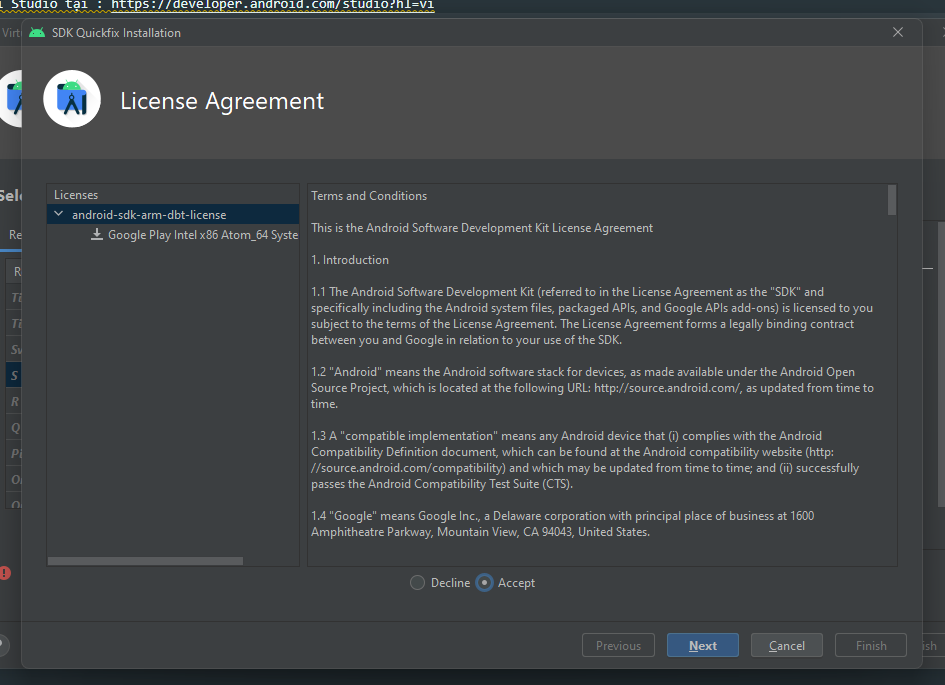 Studio tại : https://developer.android.com/studio?hl=vi
SDK Quickfix Installation
License Agreement
Licenses
android-sdk-arm-dbt-license
Google Play Intel x86 Atom_64 Syste
Terms and Conditions
This is the Android Software Development Kit License Agreement
1. Introduction
1.1 The Android Software Development Kit (referred to in the License Agreement as the "SDK" and
specifically including the Android system files, packaged APIs, and Google APIs add-ons) is licensed to you
subject to the terms of the License Agreement. The License Agreement forms a legally binding contract
between you and Google in relation to your use of the SDK.
1.2 "Android" means the Android software stack for devices, as made available under the Android Open
Source Project, which is located at the following URL: http://source.android.com/, as updated from time to
time.
1.3 A "compatible implementation" means any Android device that (i) complies with the Android
Compatibility Definition document, which can be found at the Android compatibility website (http:
//source.android.com/compatibility) and which may be updated from time to time; and (ii) successfully
passes the Android Compatibility Test Suite (CTS).
1.4 "Google" means Google Inc., a Delaware corporation with principal place of business at 1600
Amphitheatre Parkway, Mountain View, CA 94043, United States.
Decline
Accept
Previous
Next
Cancel
Finish